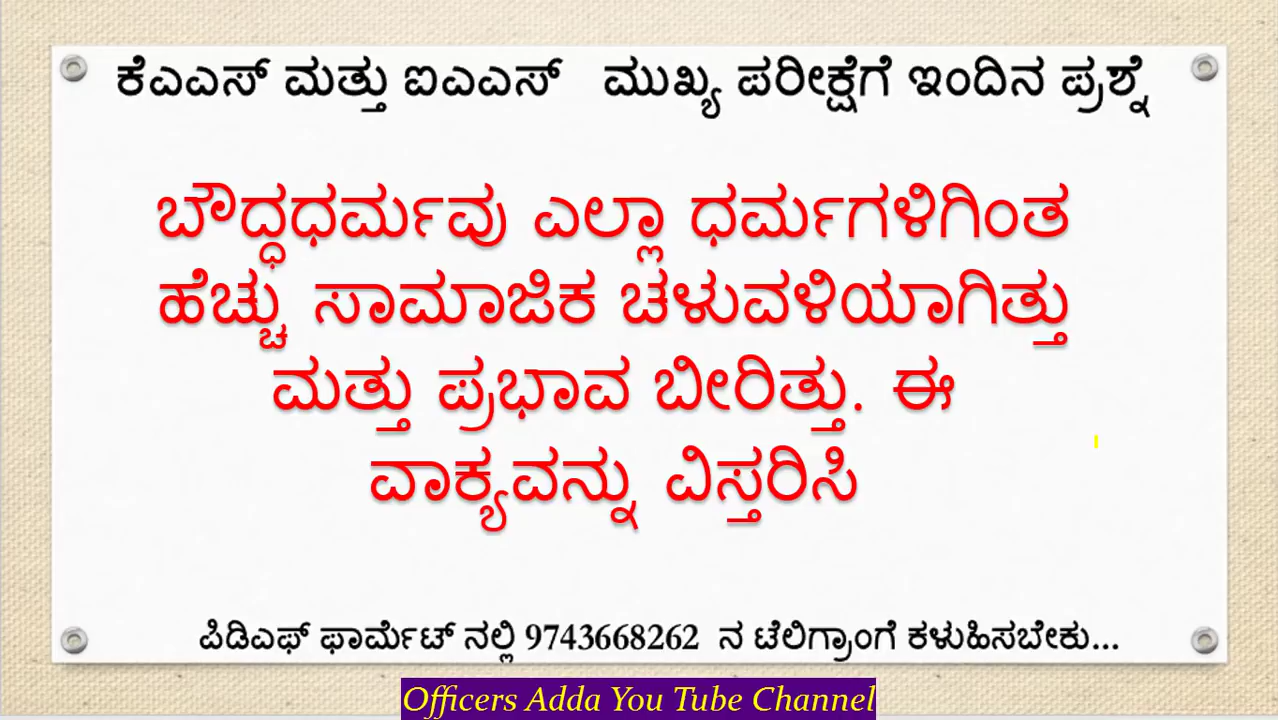 ಕೆಎಎಸ್ ಮತ್ತು ಐಎಎಸ್ ಮುಖ್ಯ ಪರೀಕ್ಷೆಗೆ ಇಂದಿನ ಪ್ರಶ್ನೆ
ಬೌದ್ಧಧರ್ಮವು ಎಲ್ಲಾ ಧರ್ಮಗಳಿಗಿಂತ
ಹೆಚ್ಚು ಸಾಮಾಜಿಕ ಚಳುವಳಿಯಾಗಿತ್ತು
ಮತ್ತು ಪ್ರಭಾವ ಬೀರಿತ್ತು. ಈ
ವಾಕ್ಯವನ್ನು ವಿಸ್ತರಿಸಿ
ಪಿಡಿಎಫ್ ಫಾರ್ಮೆಟ್ ನಲ್ಲಿ 9743668262 ನ ಟೆಲಿಗ್ರಾಂಗೆ ಕಳುಹಿಸಬೇಕು...
Officers Adda You Tube Channel